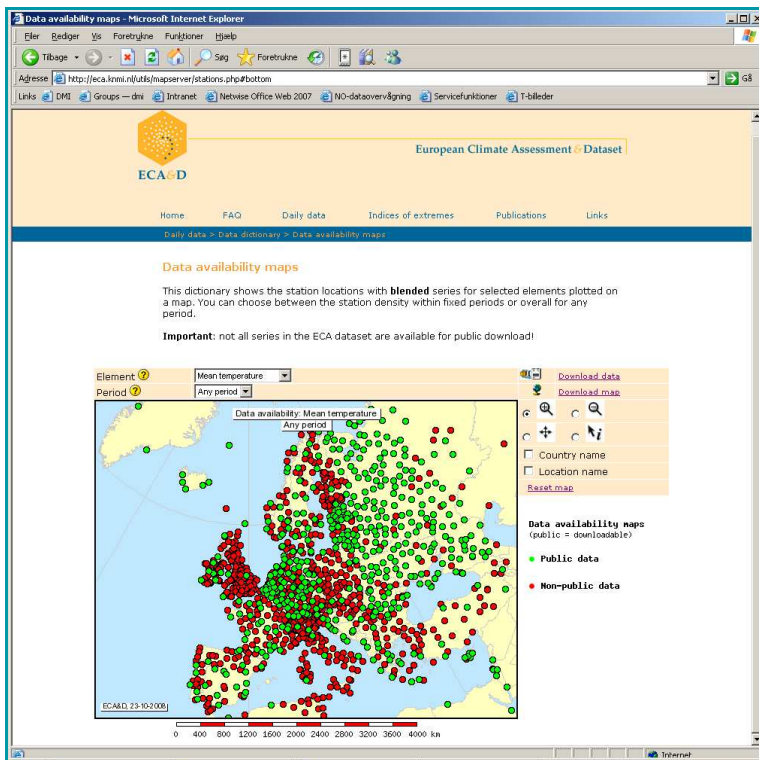 Data availability maps - Microsoft Internet Explorer
Filer Rediger Vis Foretrukne Funktioner Hjælp
Tilbage Søg Foretrukne
Adresse http://eca.knmi.nl/utils/mapserver/stations.php#bottom Gå
Links DMI Groups — dmi Intranet Netwise Office Web 2007 NO-dataovervågning Servicefunktioner T-billeder
European Climate Assessment & Dataset
ECA&D
Home FAQ Daily data Indices of extremes Publications Links
Daily data > Data dictionary > Data availability maps
Data availability maps
This dictionary shows the station locations with blended series for selected elements plotted on
a map. You can choose between the station density within fixed periods or overall for any
period.
Important: not all series in the ECA dataset are available for public download!
Element ? Mean temperature Download data
Period ? Any period Download map
Data availability: Mean temperature
Any period
Country name
Location name
Reset map
Data availability maps
(public = downloadable)
Public data
Non-public data
ECA&D, 23-10-2008
0 400 800 1200 1600 2000 2400 2800 3200 3600 4000 km
Internet